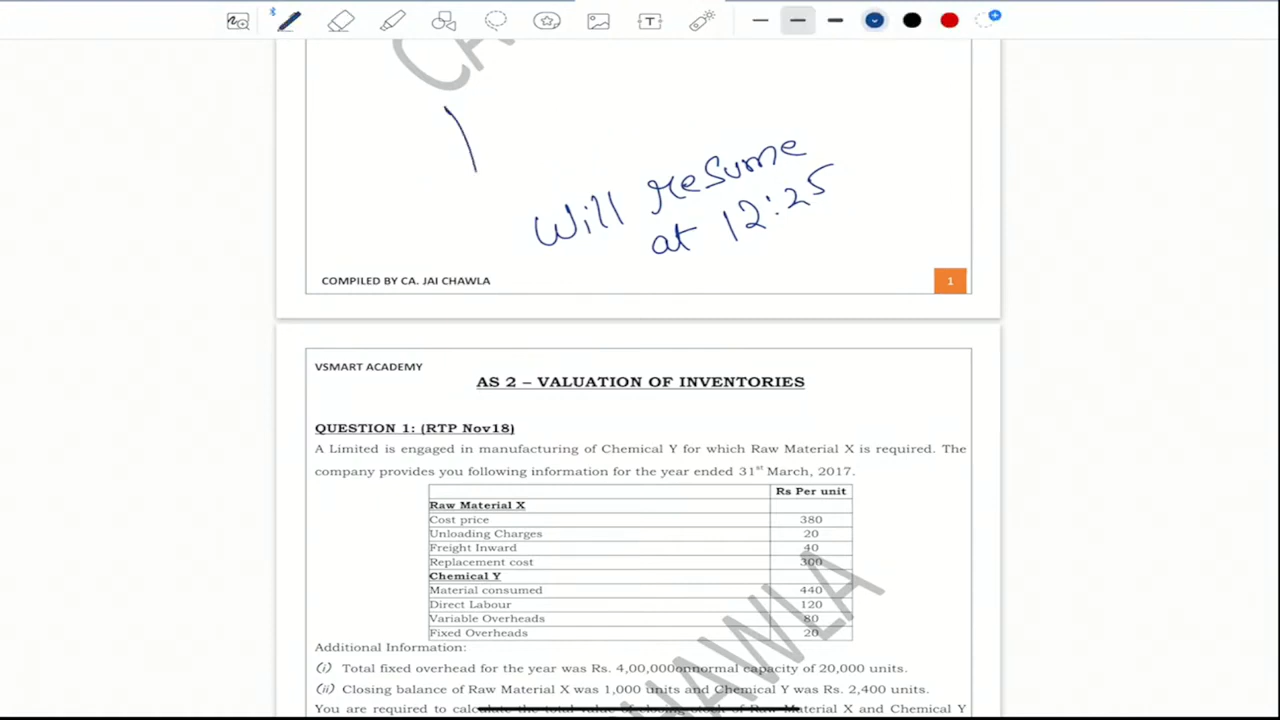 CA
Will resume
at 12:25
COMPILED BY CA. JAI CHAWLA
1
VSMART ACADEMY
AS 2 – VALUATION OF INVENTORIES
QUESTION 1: (RTP Nov18)
A Limited is engaged in manufacturing of Chemical Y for which Raw Material X is required. The
company provides you following information for the year ended 31st March, 2017.
Rs Per unit
Raw Material X
Cost price 380
Unloading Charges 20
Freight Inward 40
Replacement cost 300
Chemical Y
Material consumed 440
Direct Labour 120
Variable Overheads 80
Fixed Overheads 20
Additional Information:
(i) Total fixed overhead for the year was Rs. 4,00,000onnormal capacity of 20,000 units.
(ii) Closing balance of Raw Material X was 1,000 units and Chemical Y was Rs. 2,400 units.
You are required to calculate the total value of closing stock of Raw Material X and Chemical Y
HAWLA